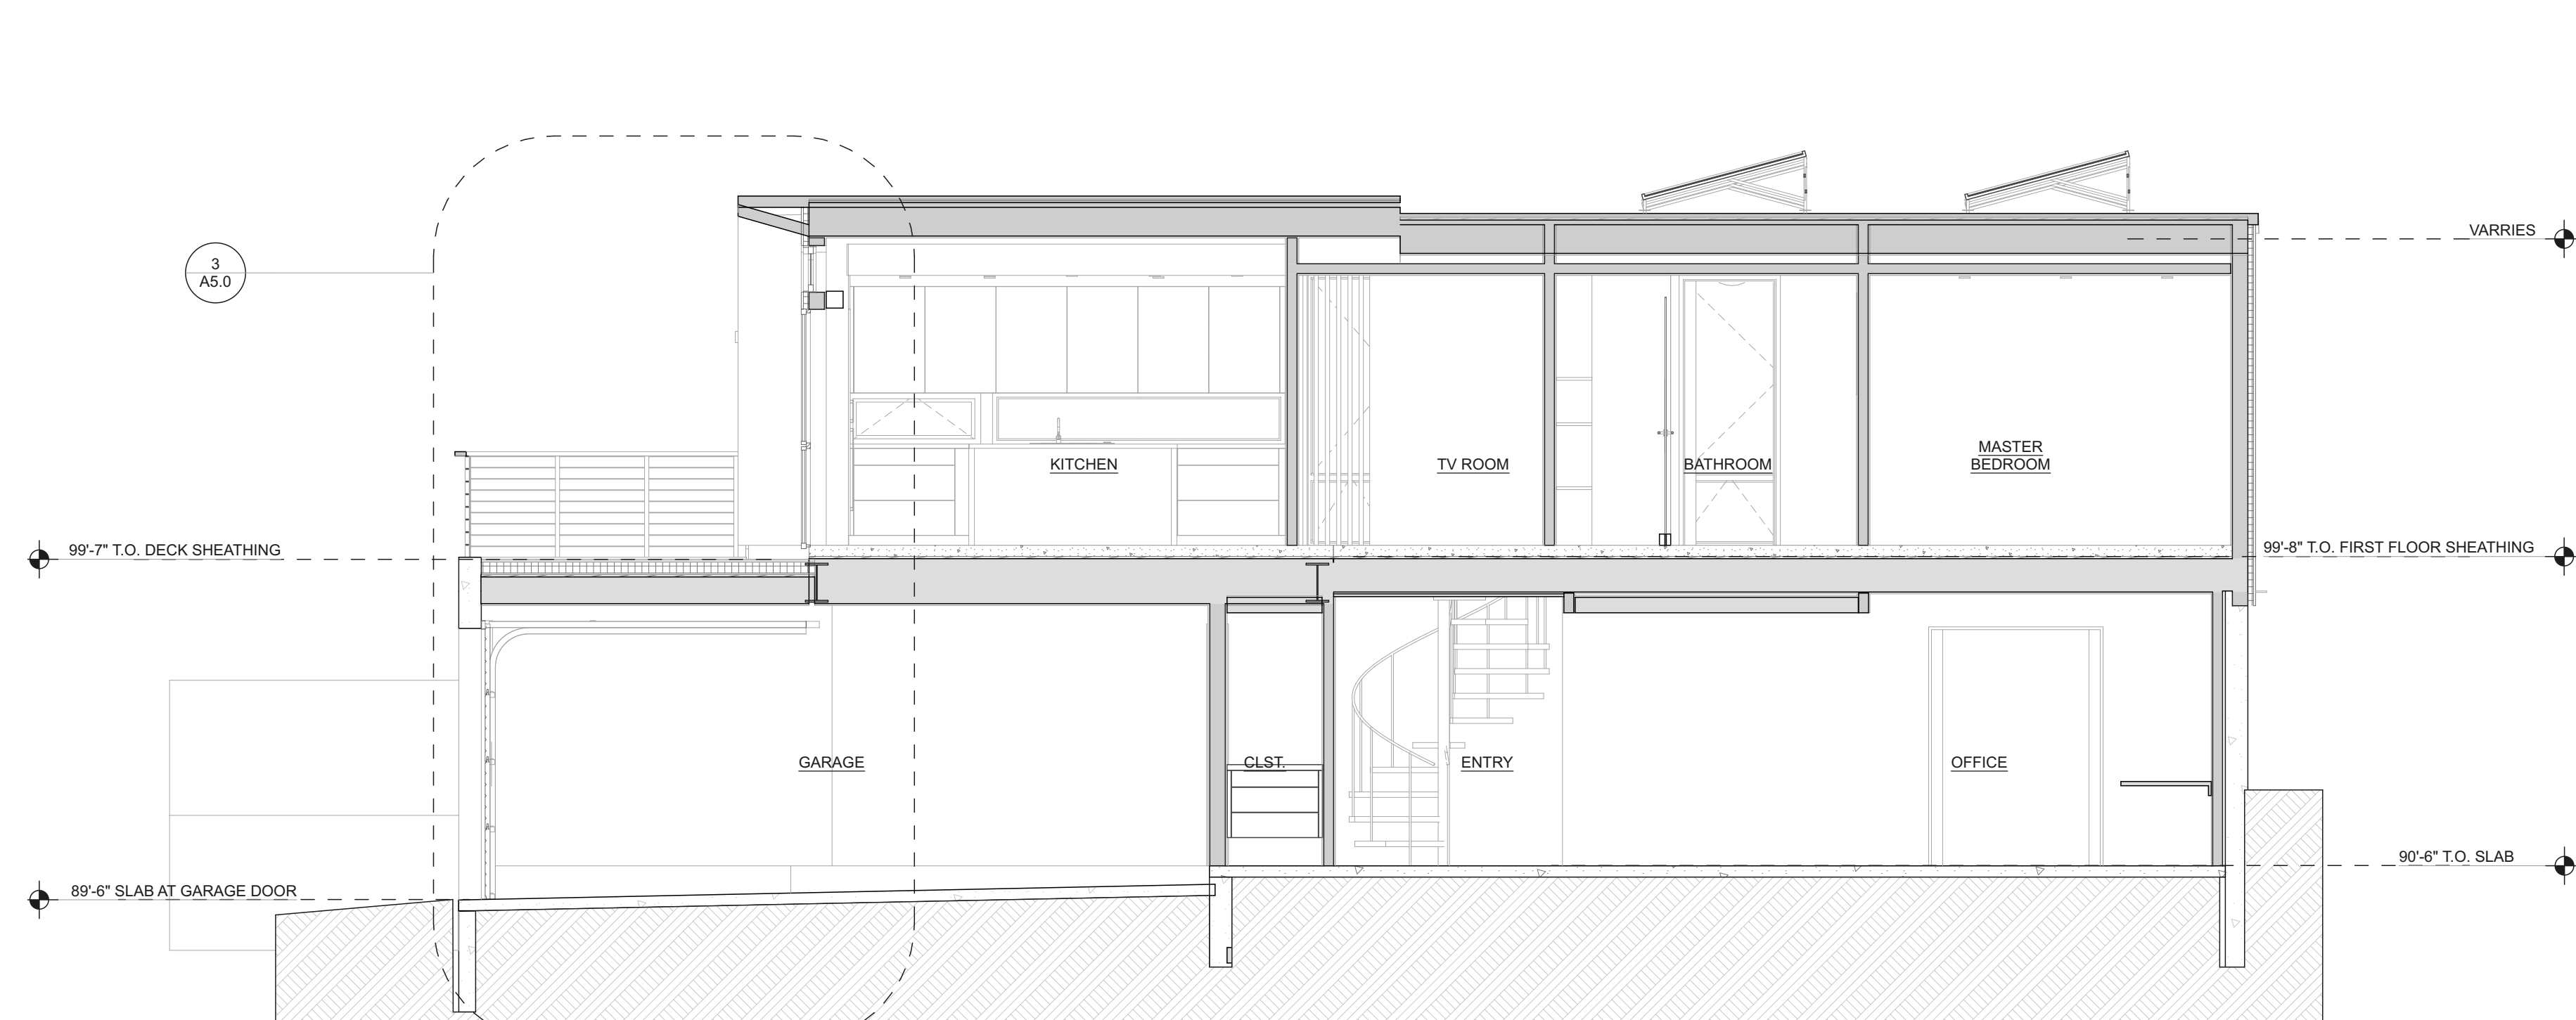 3
A5.0
VARRIES
KITCHEN
TV ROOM
BATHROOM
MASTER
BEDROOM
99'-7" T.O. DECK SHEATHING
99'-8" T.O. FIRST FLOOR SHEATHING
GARAGE
CLST.
ENTRY
OFFICE
89'-6" SLAB AT GARAGE DOOR
90'-6" T.O. SLAB